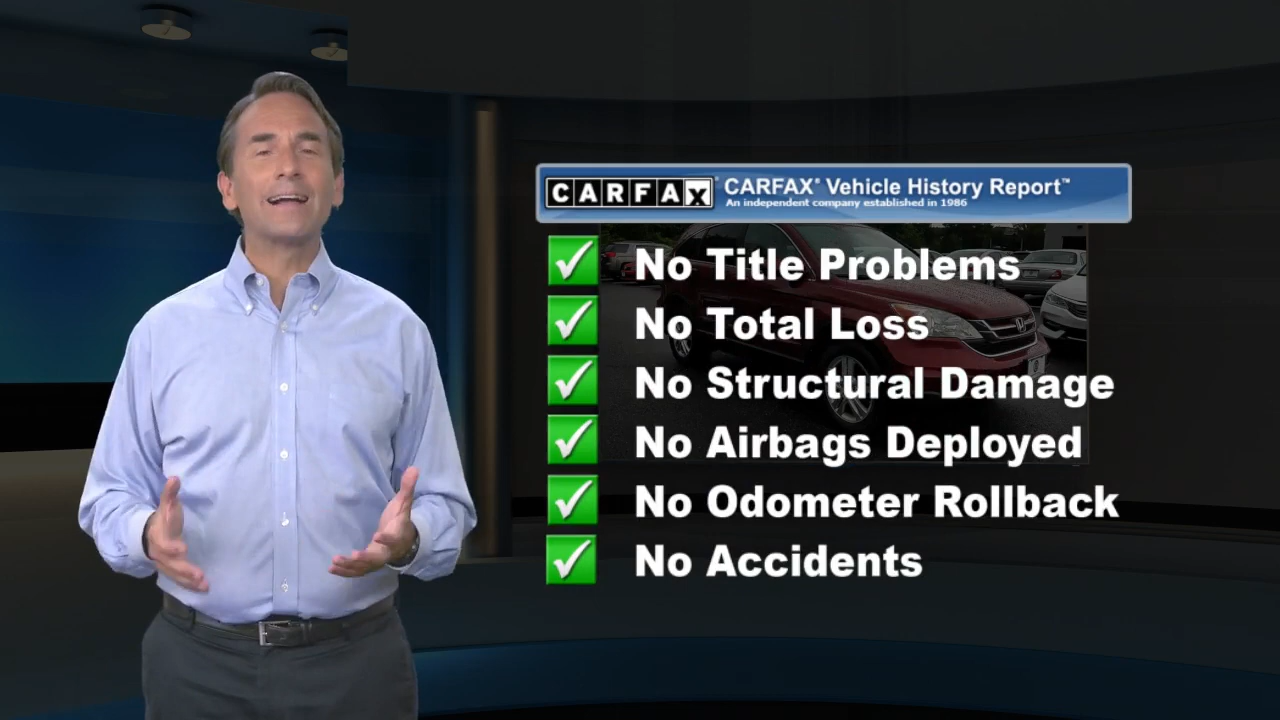 CARFAX® CARFAX® Vehicle History Report™
An independent company established in 1986
No Title Problems
No Total Loss
No Structural Damage
No Airbags Deployed
No Odometer Rollback
No Accidents